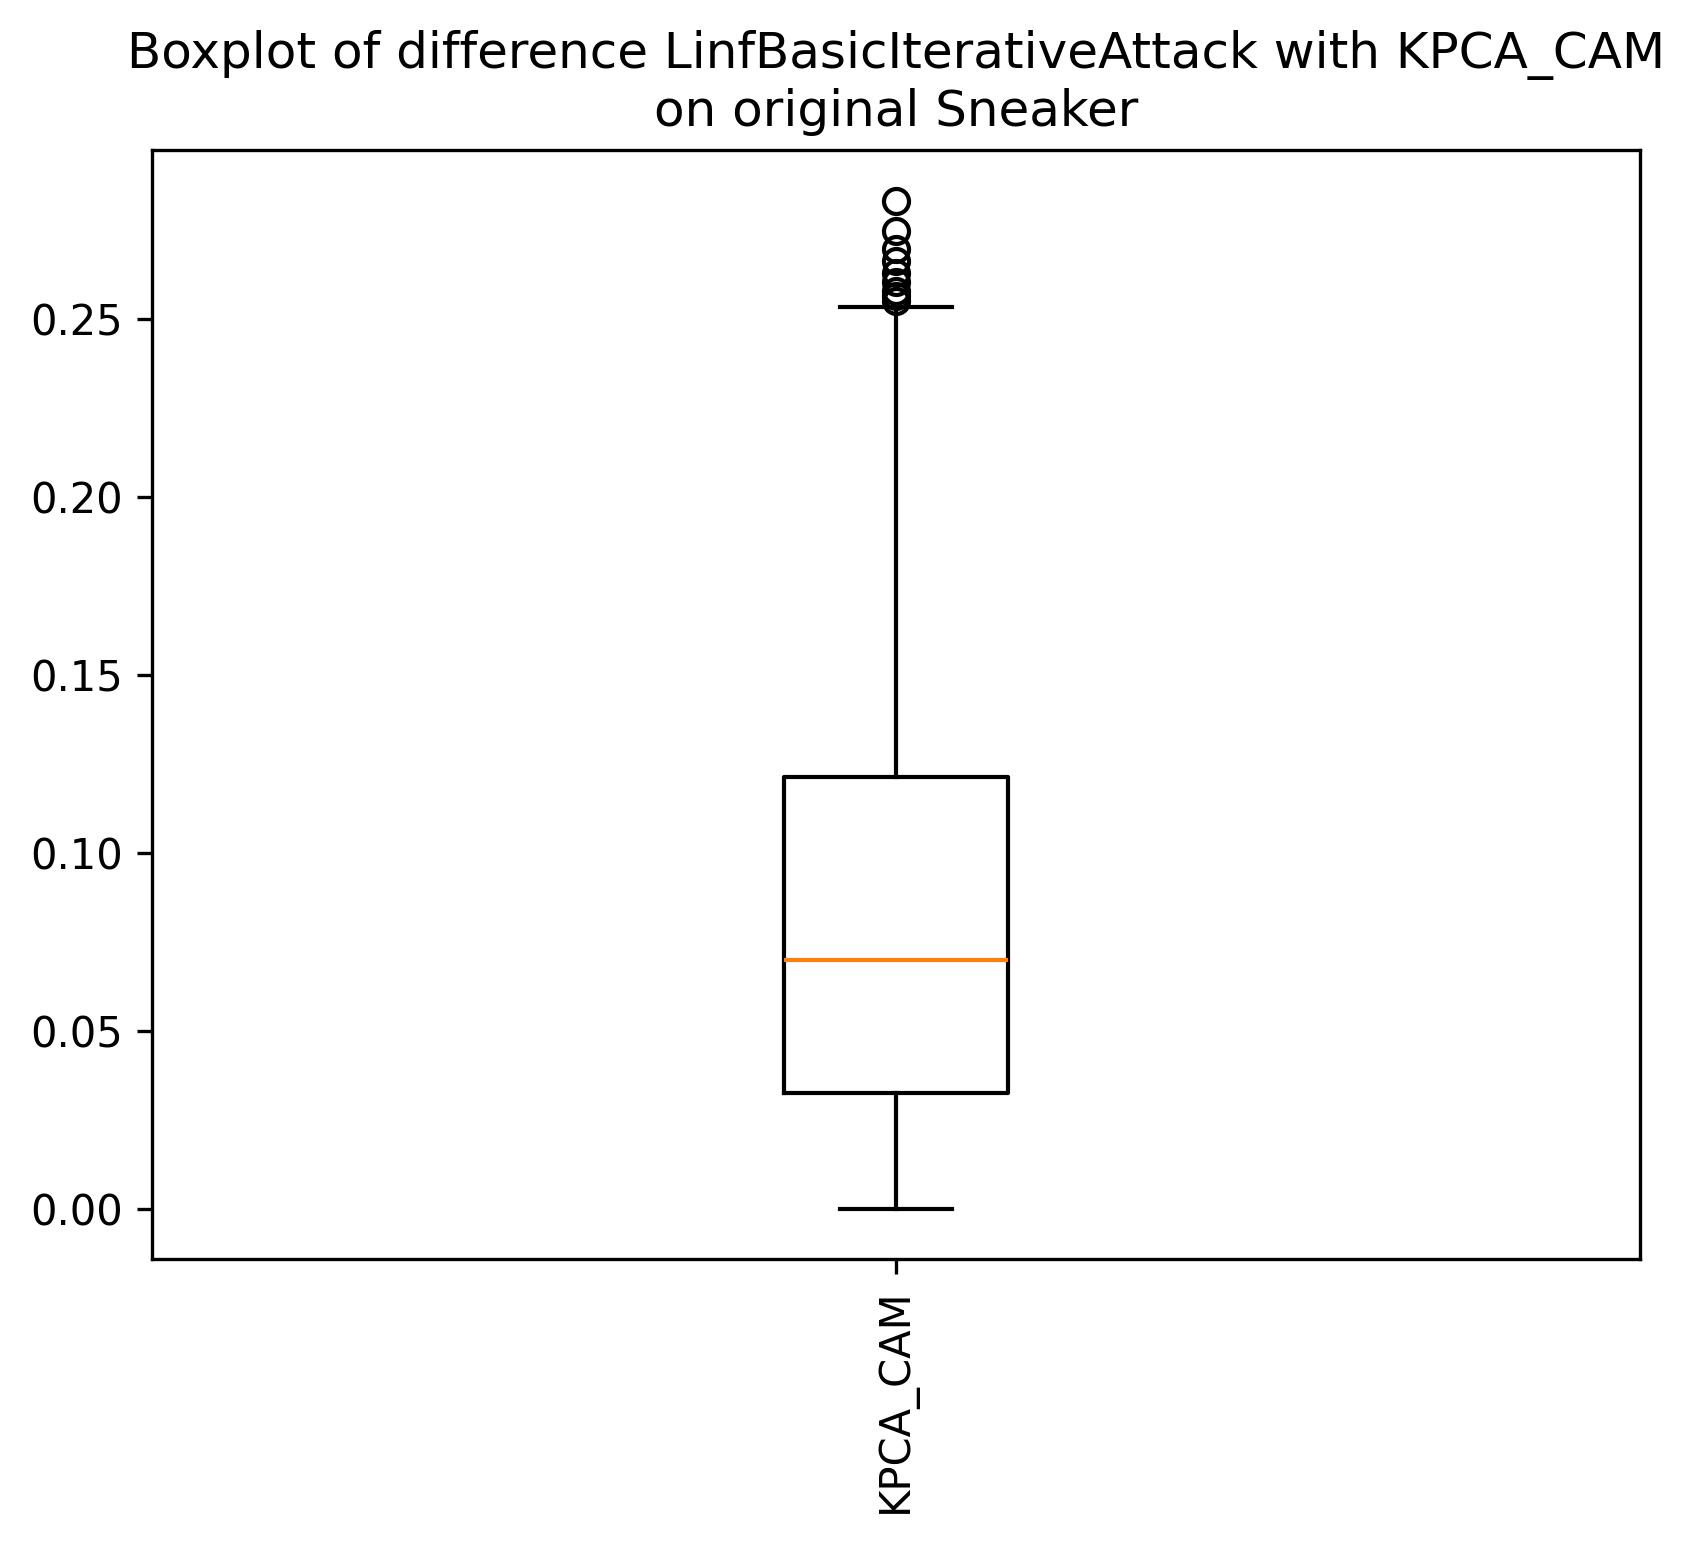 Boxplot of difference LinfBasicIterativeAttack with KPCA_CAM
on original Sneaker
0.25
0.20
0.15
0.10
0.05
0.00
KPCA_CAM